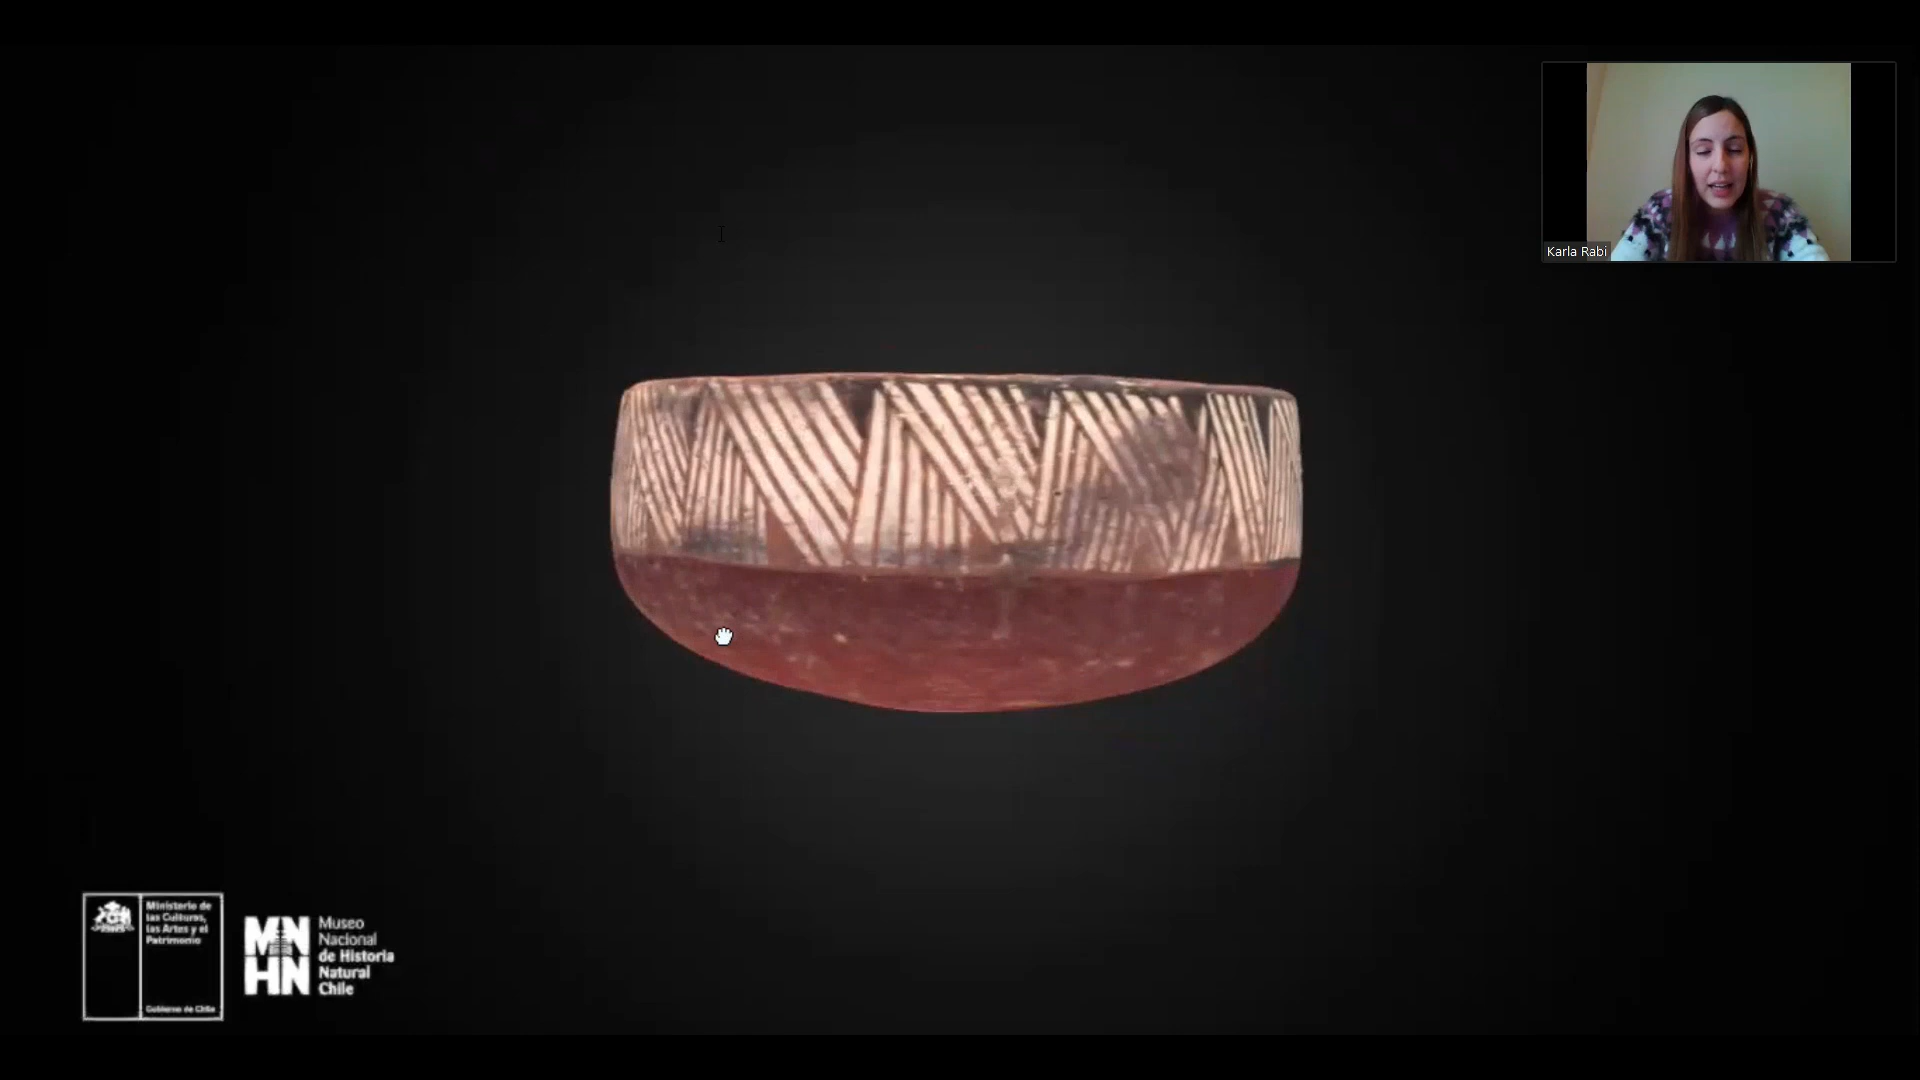 Karla Rabi
Ministerio de
las Culturas,
las Artes y el
Patrimonio
Gobierno de Chile
MN
HN
Museo
Nacional
de Historia
Natural
Chile